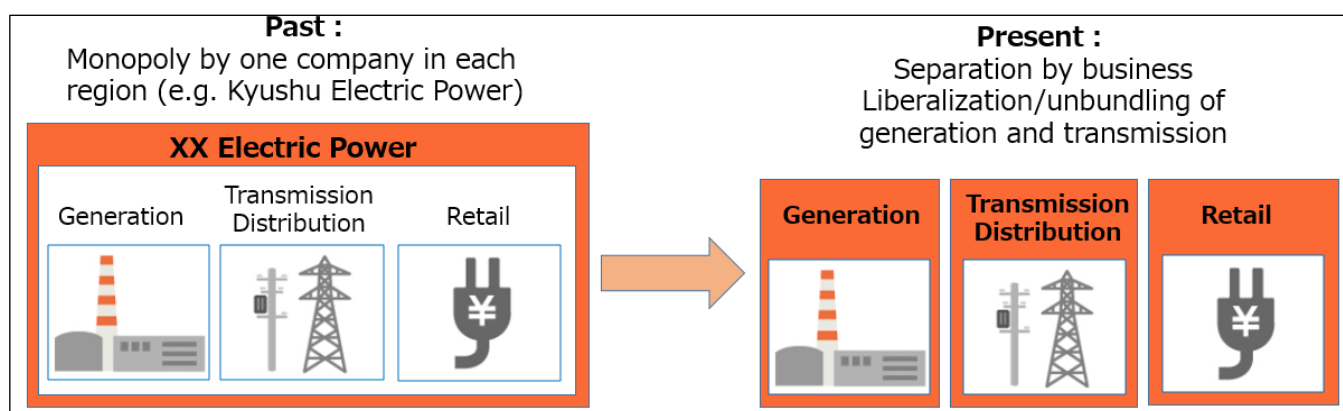 Past :
Monopoly by one company in each
region (e.g. Kyushu Electric Power)
XX Electric Power
Generation
Transmission
Distribution
Retail
¥
Present :
Separation by business
Liberalization/unbundling of
generation and transmission
Generation
Transmission
Distribution
Retail
¥